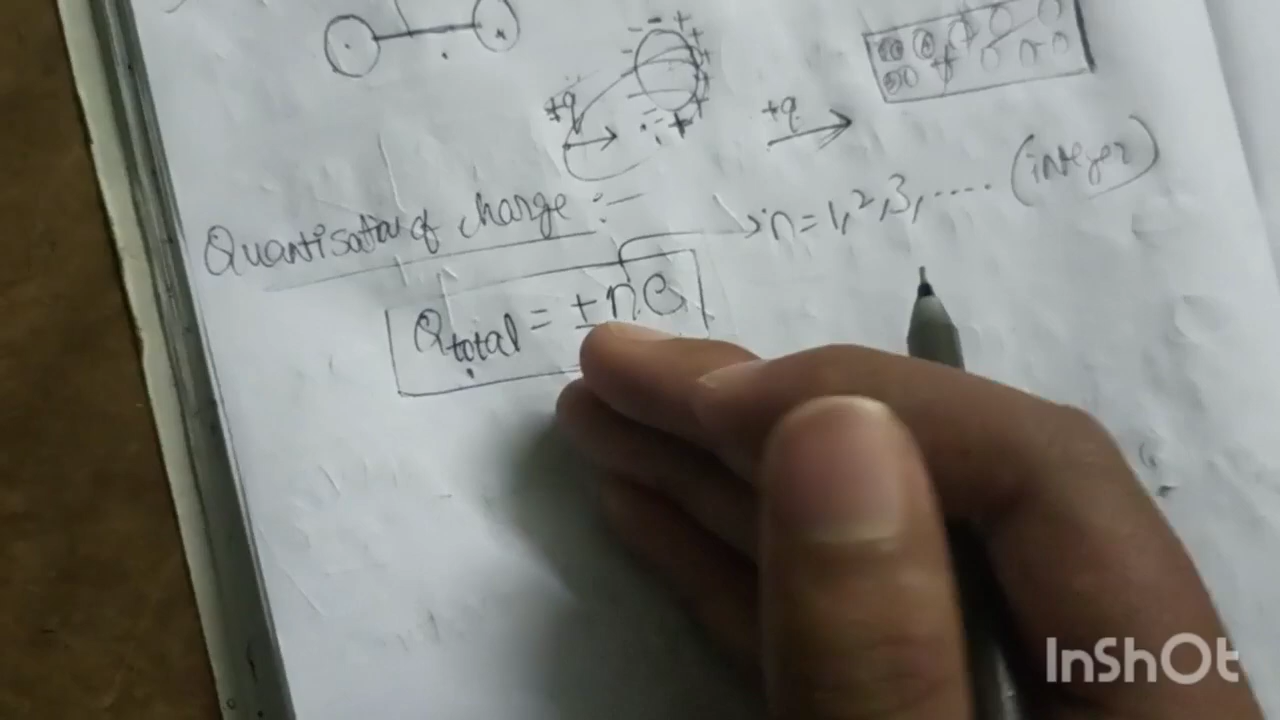 +q
+q
Quantisation of charge :-
n = 1, 2, 3, .... (integer)
Qtotal = ±ne
InShOt